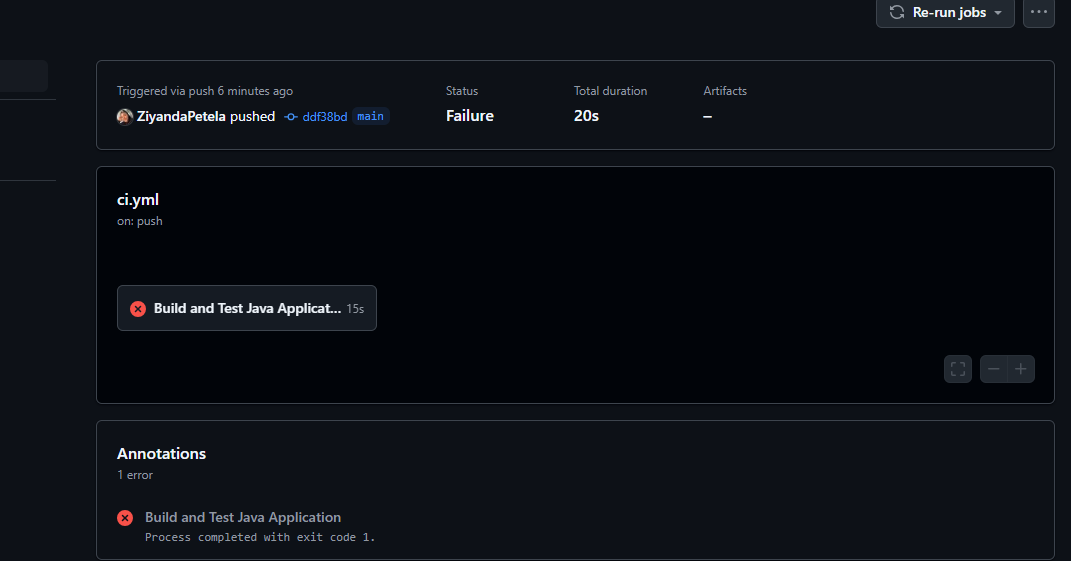 Re-run jobs
Triggered via push 6 minutes ago
Status
Total duration
Artifacts
ZiyandaPetela pushed ddf38bd main
Failure
20s
–
ci.yml
on: push
Build and Test Java Applicat... 15s
Annotations
1 error
Build and Test Java Application
Process completed with exit code 1.